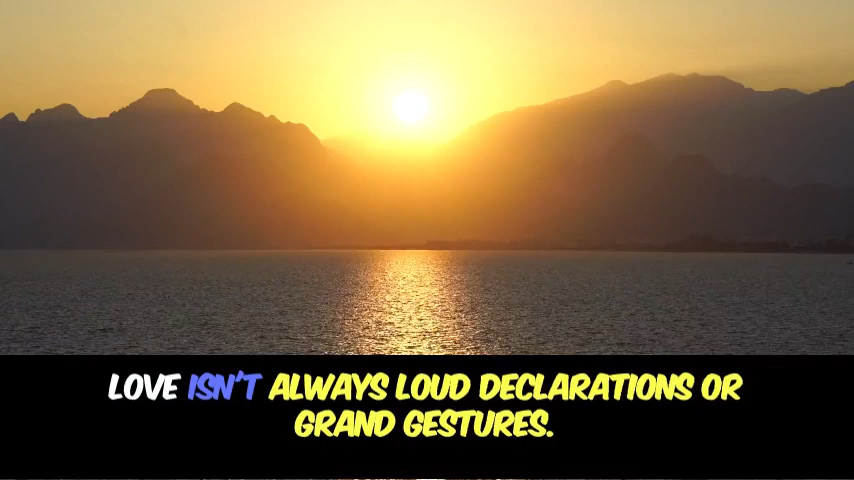 LOVE ISN'T ALWAYS LOUD DECLARATIONS OR
GRAND GESTURES.